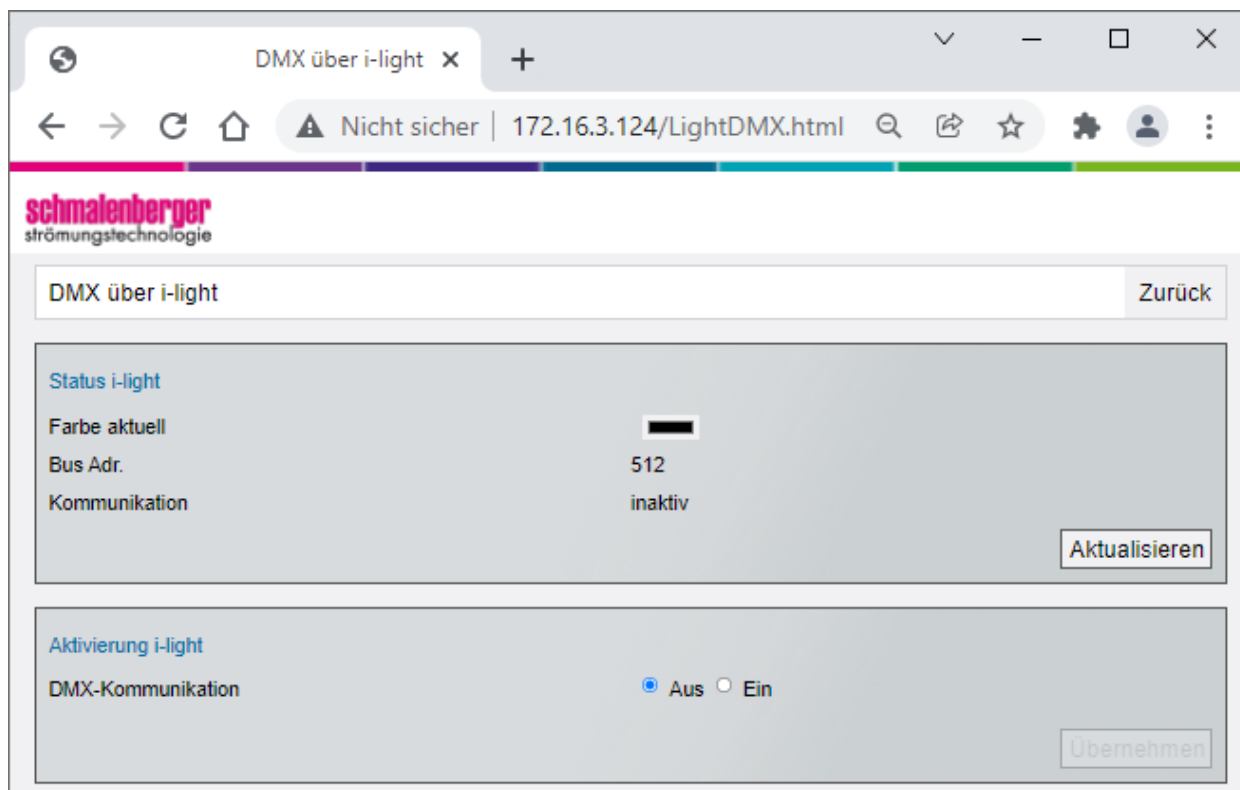 DMX über i-light
Nicht sicher 172.16.3.124/LightDMX.html
schmalenberger
strömungstechnologie
DMX über i-light Zurück
Status i-light
Farbe aktuell
Bus Adr. 512
Kommunikation inaktiv
Aktualisieren
Aktivierung i-light
DMX-Kommunikation Aus Ein
Übernehmen